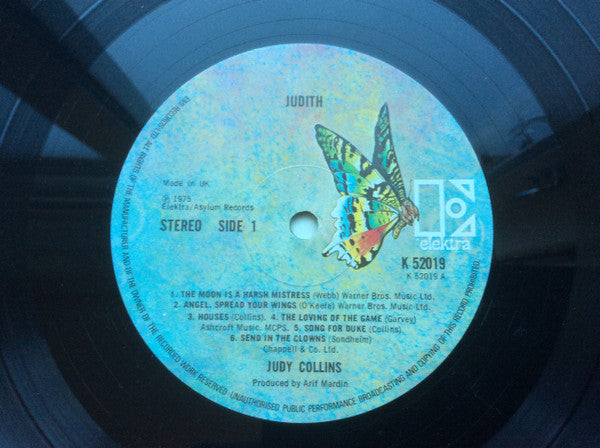 JUDITH
Made in UK
Ⓟ 1975
Elektra/Asylum Records
STEREO SIDE 1
elektra
K 52019
K 52019 A
1. THE MOON IS A HARSH MISTRESS (Webb) Warner Bros. Music Ltd.
2. ANGEL, SPREAD YOUR WINGS (O'Keefe) Warner Bros. Music Ltd.
3. HOUSES (Collins). 4. THE LOVING OF THE GAME (Garvey)
Ashcroft Music. MCPS. 5. SONG FOR DUKE (Collins).
6. SEND IN THE CLOWNS (Sondheim)
Chappell & Co. Ltd.
JUDY COLLINS
Produced by Arif Mardin
RECORDS LTD. ALL RIGHTS OF THE MANUFACTURER AND OF THE OWNER OF THE RECORDED WORK RESERVED UNAUTHORISED PUBLIC PERFORMANCE BROADCASTING AND COPYING OF THIS RECORD PROHIBITED